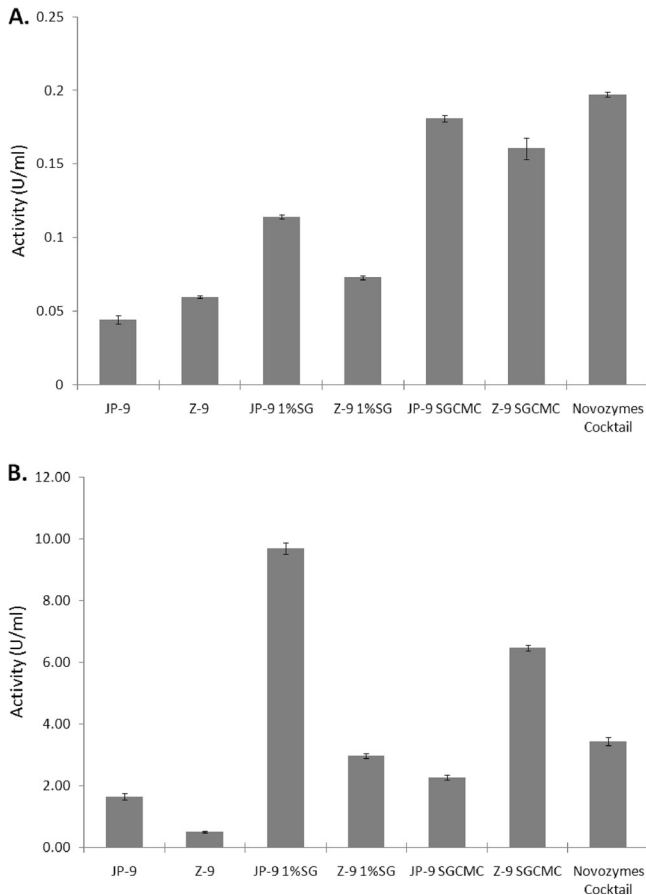 A.
Activity (U/ml)
0.25
0.2
0.15
0.1
0.05
0
JP-9 Z-9 JP-9 1%SG Z-9 1%SG JP-9 SGCMC Z-9 SGCMC Novozymes
Cocktail
B.
Activity (U/ml)
12.00
10.00
8.00
6.00
4.00
2.00
0.00
JP-9 Z-9 JP-9 1%SG Z-9 1%SG JP-9 SGCMC Z-9 SGCMC Novozymes
Cocktail